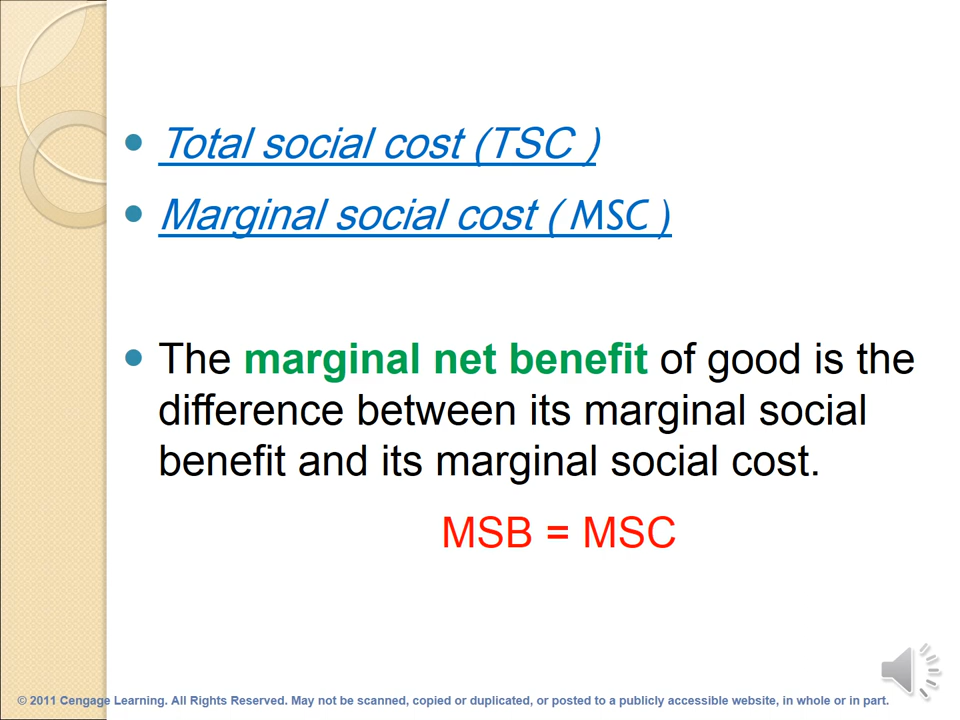 Total social cost (TSC )
Marginal social cost ( MSC )
The marginal net benefit of good is the
difference between its marginal social
benefit and its marginal social cost.
MSB = MSC
© 2011 Cengage Learning. All Rights Reserved. May not be scanned, copied or duplicated, or posted to a publicly accessible website, in whole or in part.